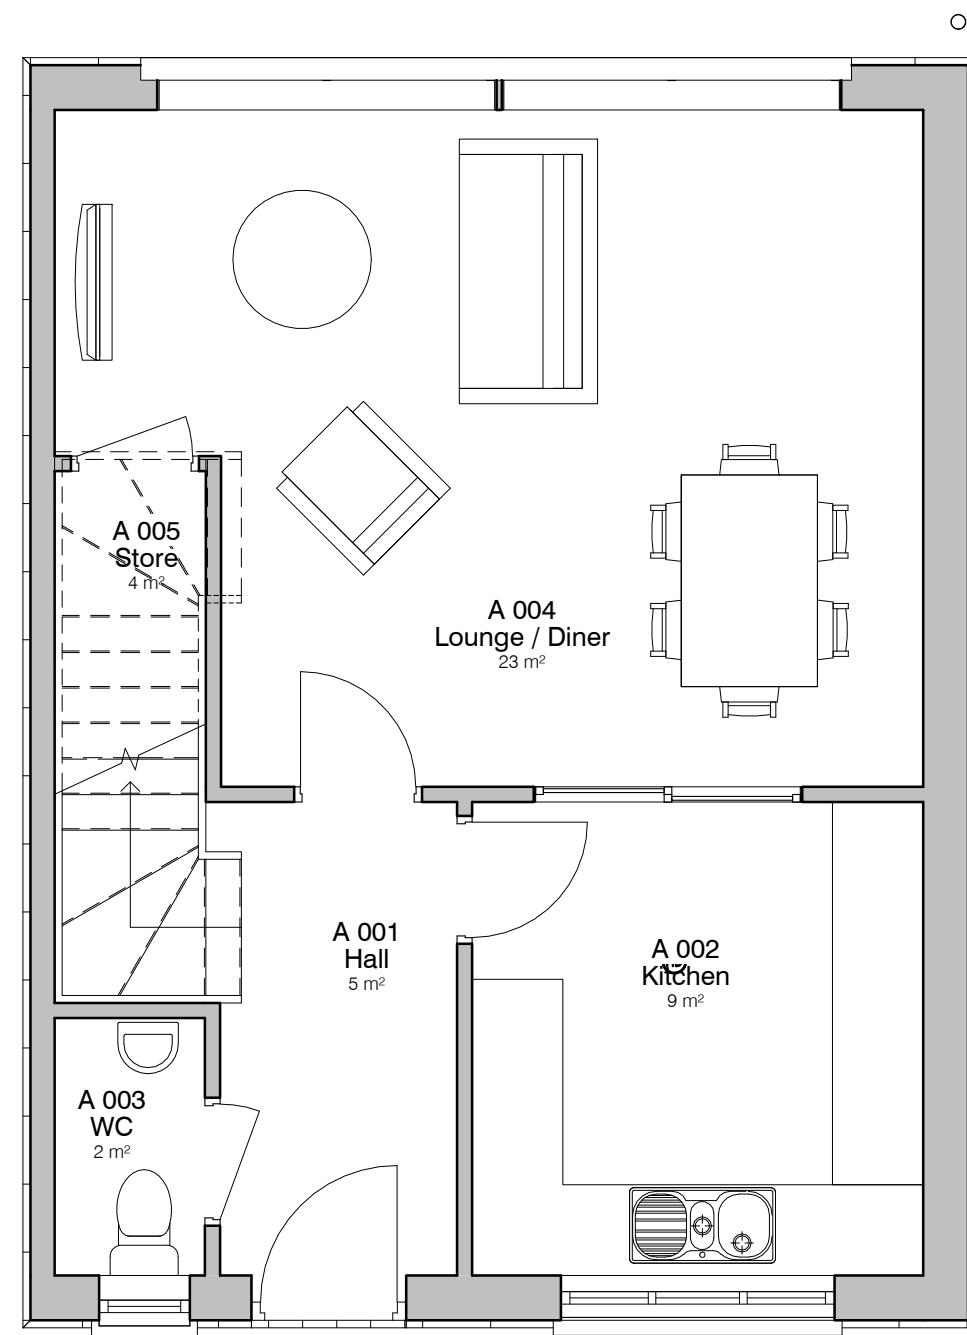 A 005
Store
4 m²
A 004
Lounge / Diner
23 m²
A 001
Hall
5 m²
A 002
Kitchen
9 m²
A 003
WC
2 m²